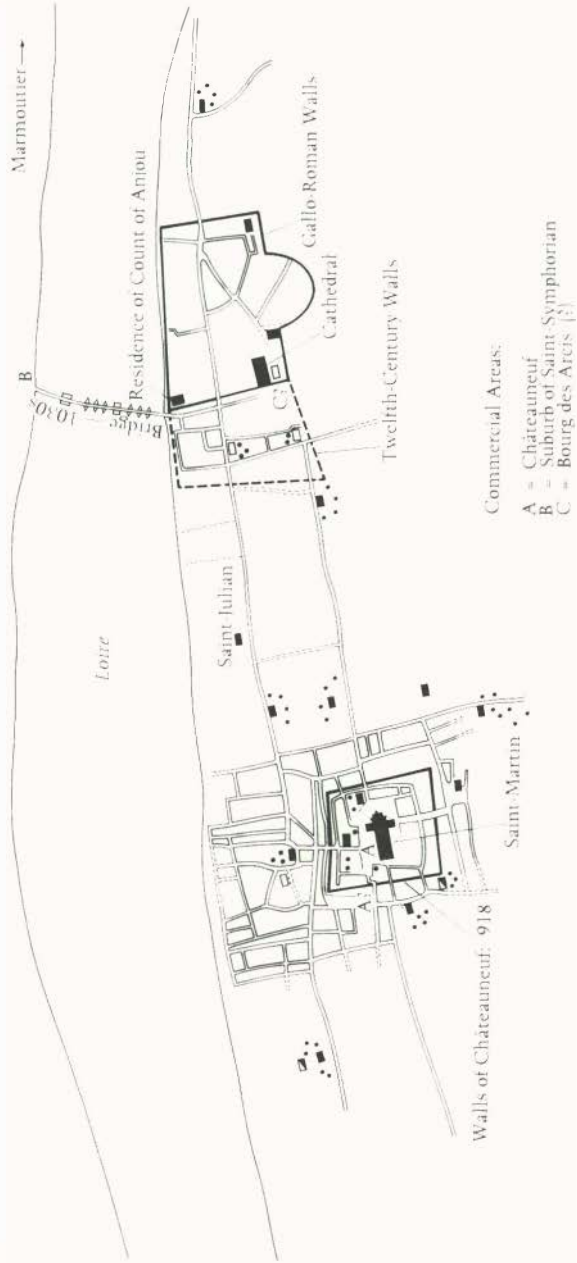 Marmoutier →
B
Bridge — 1030s
Residence of Count of Anjou
Gallo-Roman Walls
Cathedral
C
Twelfth-Century Walls
Loire
Saint-Julian
A
A
Saint-Martin
Walls of Châteauneuf: 918
Commercial Areas:
A = Châteauneuf
B = Suburb of Saint-Symphorian
C = Bourg des Arcis (?)